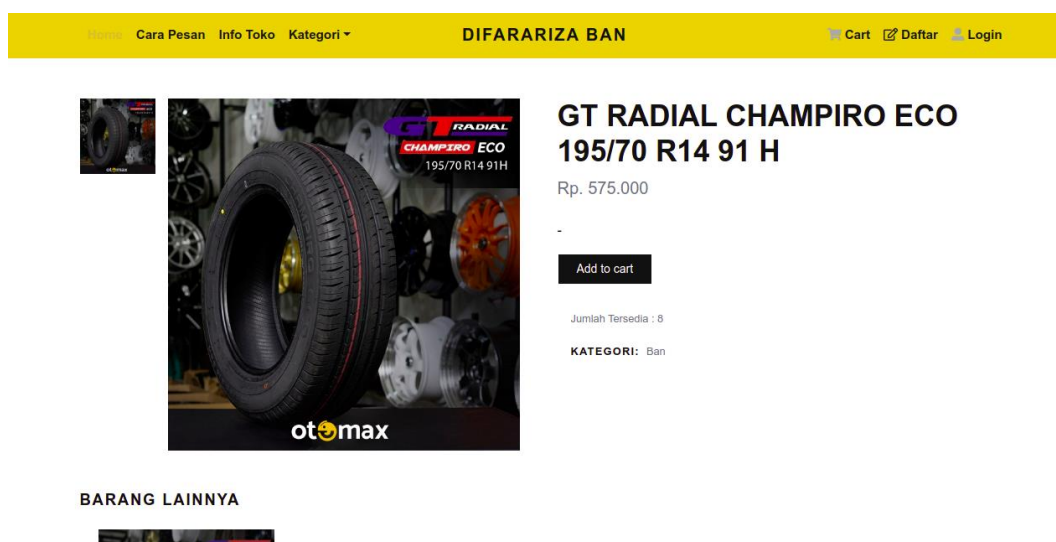 Home Cara Pesan Info Toko Kategori DIFARARIZA BAN Cart Daftar Login
otomax
GT RADIAL
CHAMPIRO ECO
195/70 R14 91H
otomax
GT RADIAL CHAMPIRO ECO
195/70 R14 91 H
Rp. 575.000
-
Add to cart
Jumlah Tersedia : 8
KATEGORI: Ban
BARANG LAINNYA